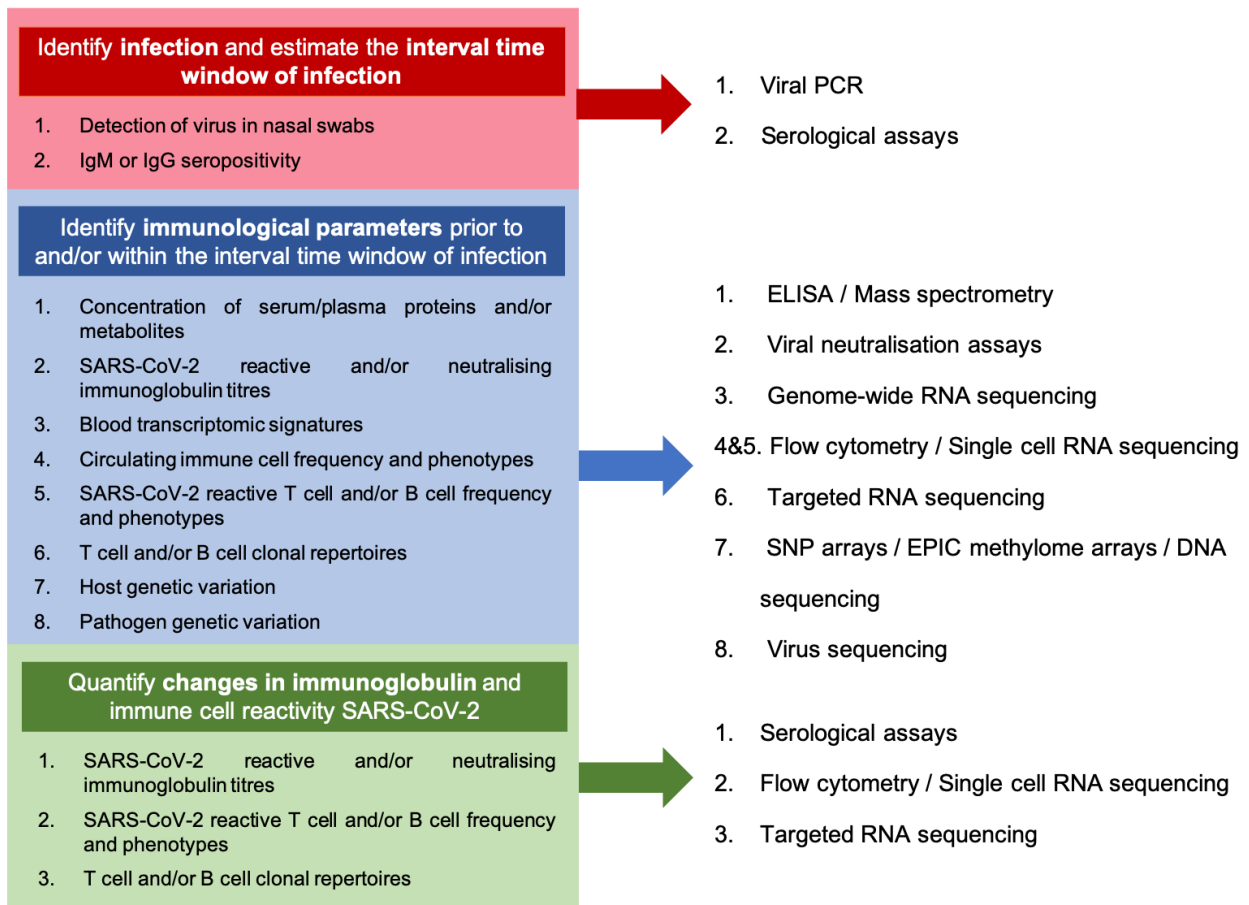 Identify infection and estimate the interval time
window of infection
1. Detection of virus in nasal swabs
2. IgM or IgG seropositivity
1. Viral PCR
2. Serological assays
Identify immunological parameters prior to
and/or within the interval time window of infection
1. Concentration of serum/plasma proteins and/or
metabolites
2. SARS-CoV-2 reactive and/or neutralising
immunoglobulin titres
3. Blood transcriptomic signatures
4. Circulating immune cell frequency and phenotypes
5. SARS-CoV-2 reactive T cell and/or B cell frequency
and phenotypes
6. T cell and/or B cell clonal repertoires
7. Host genetic variation
8. Pathogen genetic variation
1. ELISA / Mass spectrometry
2. Viral neutralisation assays
3. Genome-wide RNA sequencing
4&5. Flow cytometry / Single cell RNA sequencing
6. Targeted RNA sequencing
7. SNP arrays / EPIC methylome arrays / DNA
sequencing
8. Virus sequencing
Quantify changes in immunoglobulin and
immune cell reactivity SARS-CoV-2
1. SARS-CoV-2 reactive and/or neutralising
immunoglobulin titres
2. SARS-CoV-2 reactive T cell and/or B cell frequency
and phenotypes
3. T cell and/or B cell clonal repertoires
1. Serological assays
2. Flow cytometry / Single cell RNA sequencing
3. Targeted RNA sequencing